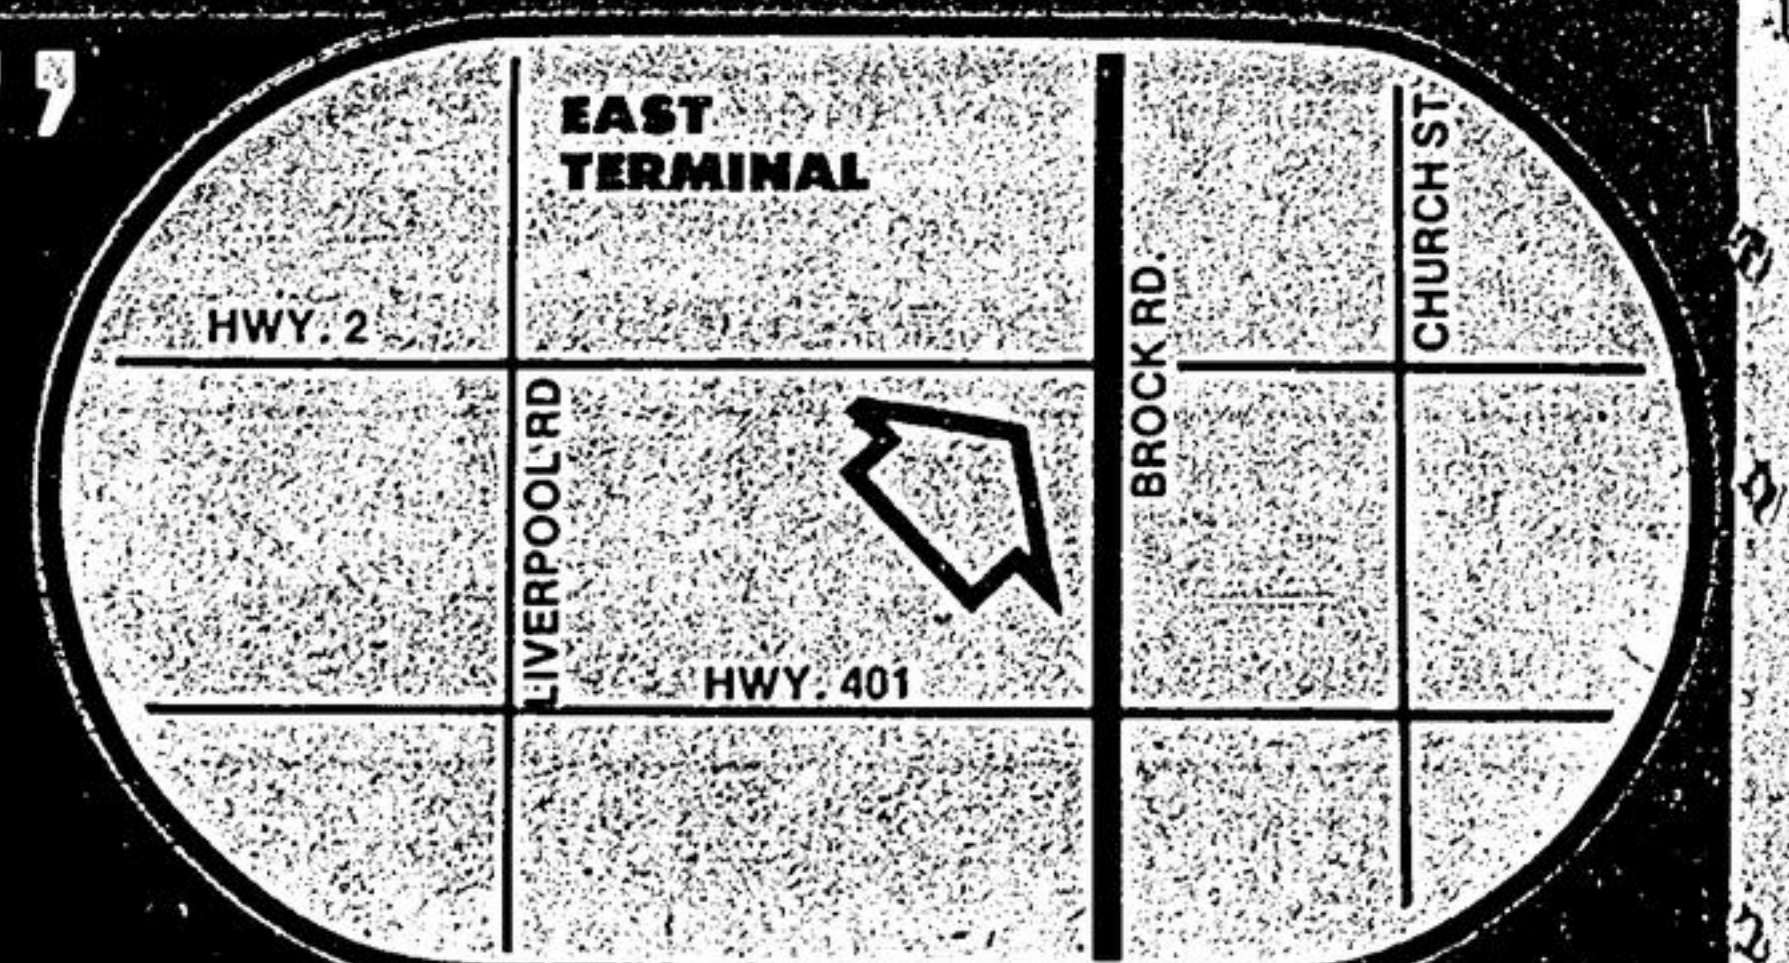 EAST
TERMINAL
CHURCH ST
HWY. 2
BROCK RD.
LIVERPOOL RD
HWY. 401